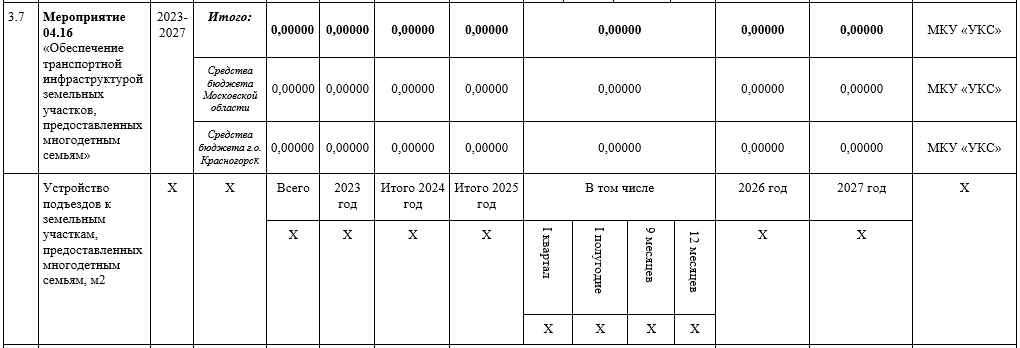 3.7 Мероприятие 2023- Итого: 0,00000 0,00000 0,00000 0,00000 0,00000 0,00000 0,00000 МКУ «УКС»
04.16 2027
«Обеспечение
транспортной
инфраструктурой
земельных
участков,
предоставленных
многодетным
семьям»
Средства
бюджета
Московской
области
0,00000 0,00000 0,00000 0,00000 0,00000 0,00000 0,00000 МКУ «УКС»
Средства
бюджета г.о.
Красногорск
0,00000 0,00000 0,00000 0,00000 0,00000 0,00000 0,00000 МКУ «УКС»
Устройство
подъездов к
земельным
участкам,
предоставленных
многодетным
семьям, м2
X X Всего 2023 год Итого 2024 год Итого 2025 год В том числе 2026 год 2027 год X
X X X X X X
I квартал
I полугодие
9 месяцев
12 месяцев
X X X X